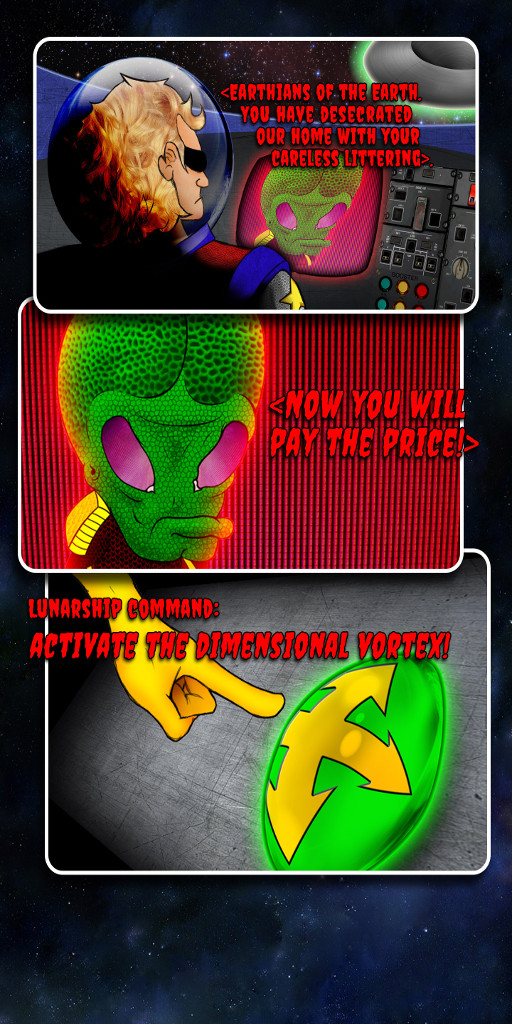 <EARTHIANS OF THE EARTH.
YOU HAVE DESECRATED
OUR HOME WITH YOUR
CARELESS LITTERING>.
<NOW YOU WILL
PAY THE PRICE!>
LUNARSHIP COMMAND:
ACTIVATE THE DIMENSIONAL VORTEX!